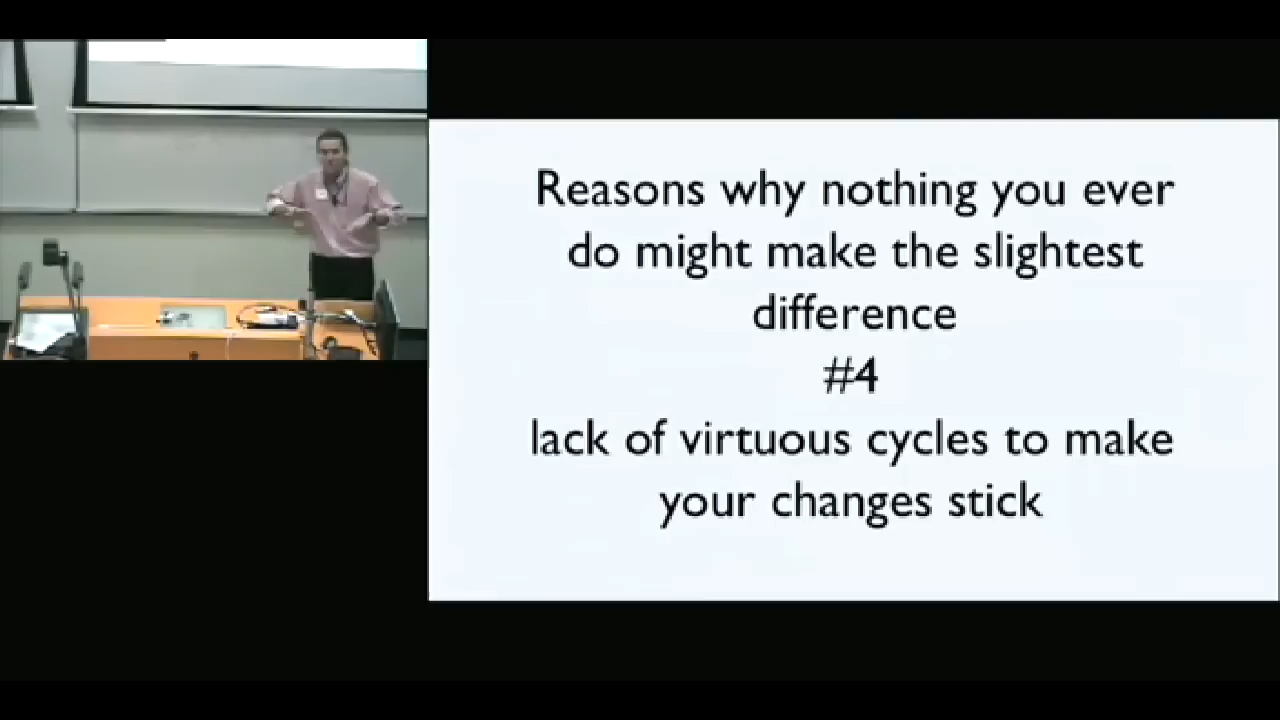 Reasons why nothing you ever
do might make the slightest
difference
#4
lack of virtuous cycles to make
your changes stick